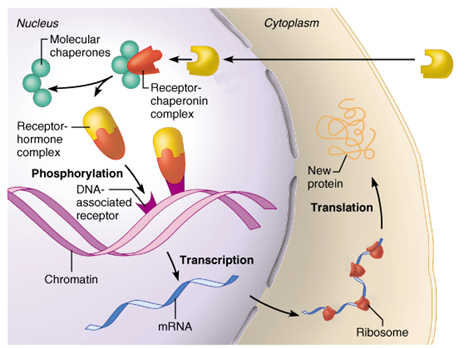 Nucleus
Cytoplasm
Molecular
chaperones
Receptor-
chaperonin
complex
Receptor-
hormone
complex
Phosphorylation
DNA-
associated
receptor
New
protein
Translation
Transcription
Chromatin
mRNA
Ribosome